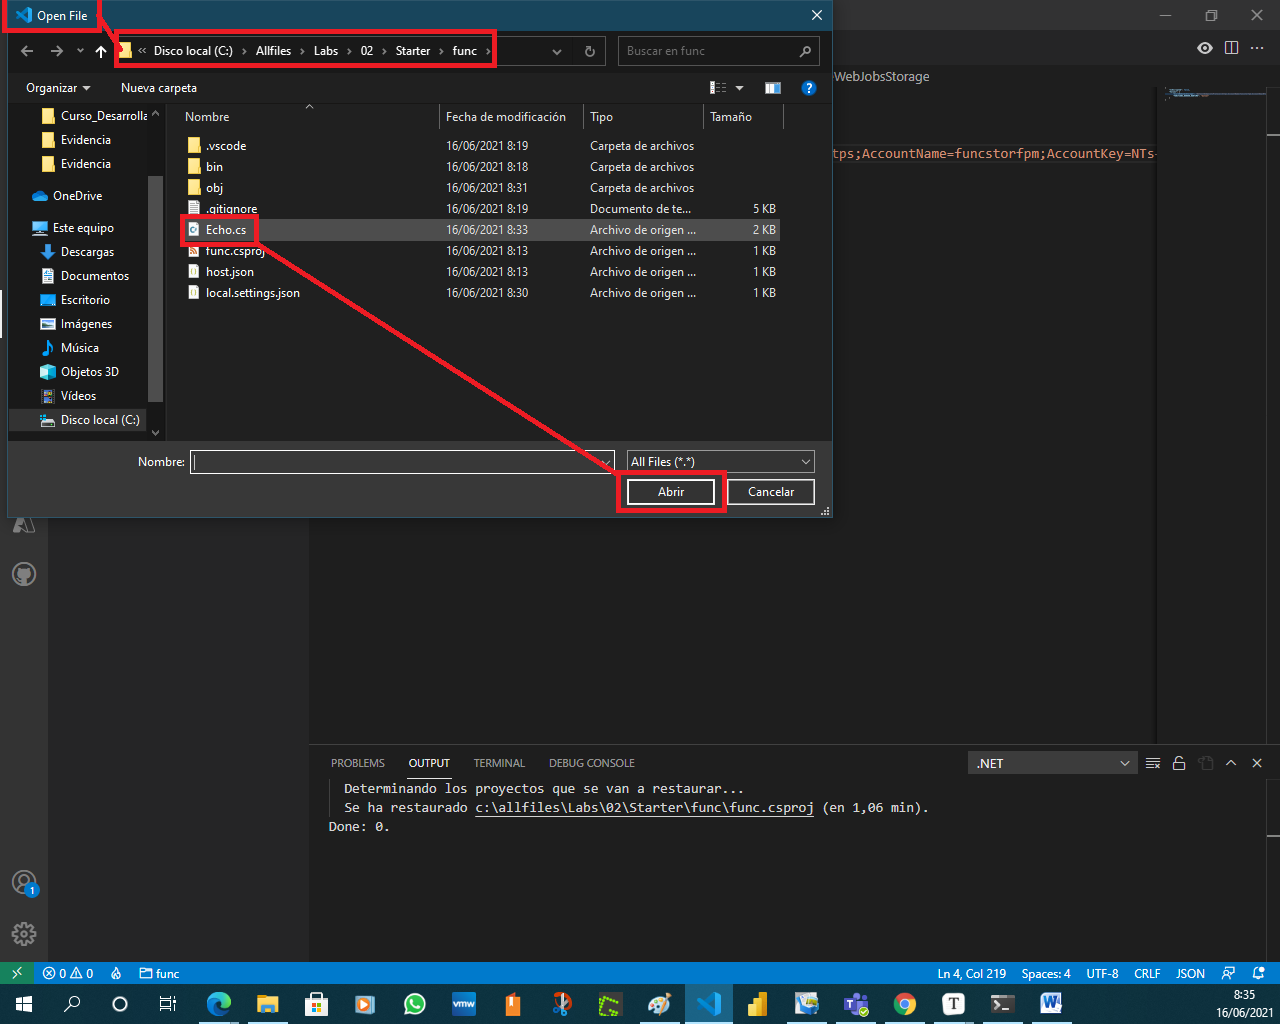 Open File
« Disco local (C:) > Allfiles > Labs > 02 > Starter > func >
Buscar en func
Organizar
Nueva carpeta
?
WebJobsStorage
Curso_Desarrolla
Evidencia
Evidencia
OneDrive
Este equipo
Descargas
Documentos
Escritorio
Imágenes
Música
Objetos 3D
Vídeos
Disco local (C:)
Nombre
Fecha de modificación
Tipo
Tamaño
.vscode 16/06/2021 8:19 Carpeta de archivos
bin 16/06/2021 8:18 Carpeta de archivos
obj 16/06/2021 8:31 Carpeta de archivos
.gitignore 16/06/2021 8:19 Documento de te... 5 KB
Echo.cs 16/06/2021 8:33 Archivo de origen ... 2 KB
func.csproj 16/06/2021 8:13 Archivo de origen ... 1 KB
host.json 16/06/2021 8:13 Archivo de origen ... 1 KB
local.settings.json 16/06/2021 8:30 Archivo de origen ... 1 KB
tps;AccountName=funcstorfpm;AccountKey=NTs
Nombre:
All Files (*.*)
Abrir
Cancelar
PROBLEMS
OUTPUT
TERMINAL
DEBUG CONSOLE
.NET
Determinando los proyectos que se van a restaurar...
Se ha restaurado c:\allfiles\Labs\02\Starter\func\func.csproj (en 1,06 min).
Done: 0.
1
0
0
func
Ln 4, Col 219
Spaces: 4
UTF-8
CRLF
JSON
vmw
T
W
8:35
16/06/2021